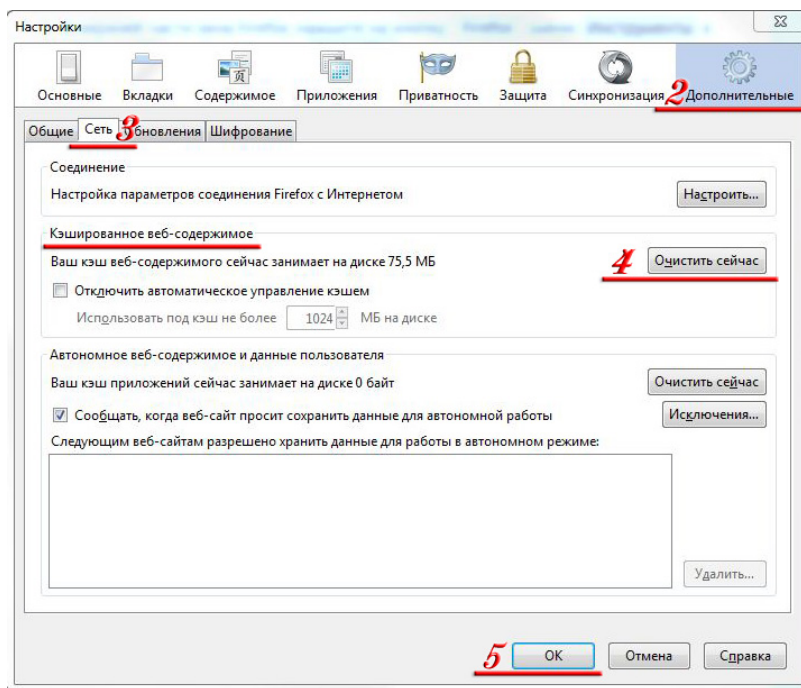 Настройки
Основные Вкладки Содержимое Приложения Приватность Защита Синхронизация 2 Дополнительные
Общие Сеть 3 Обновления Шифрование
Соединение
Настройка параметров соединения Firefox с Интернетом Настроить...
Кэшированное веб-содержимое
Ваш кэш веб-содержимого сейчас занимает на диске 75,5 МБ 4 Очистить сейчас
Отключить автоматическое управление кэшем
Использовать под кэш не более 1024 МБ на диске
Автономное веб-содержимое и данные пользователя
Ваш кэш приложений сейчас занимает на диске 0 байт Очистить сейчас
Сообщать, когда веб-сайт просит сохранить данные для автономной работы Исключения...
Следующим веб-сайтам разрешено хранить данные для работы в автономном режиме:
Удалить...
5 ОК Отмена Справка